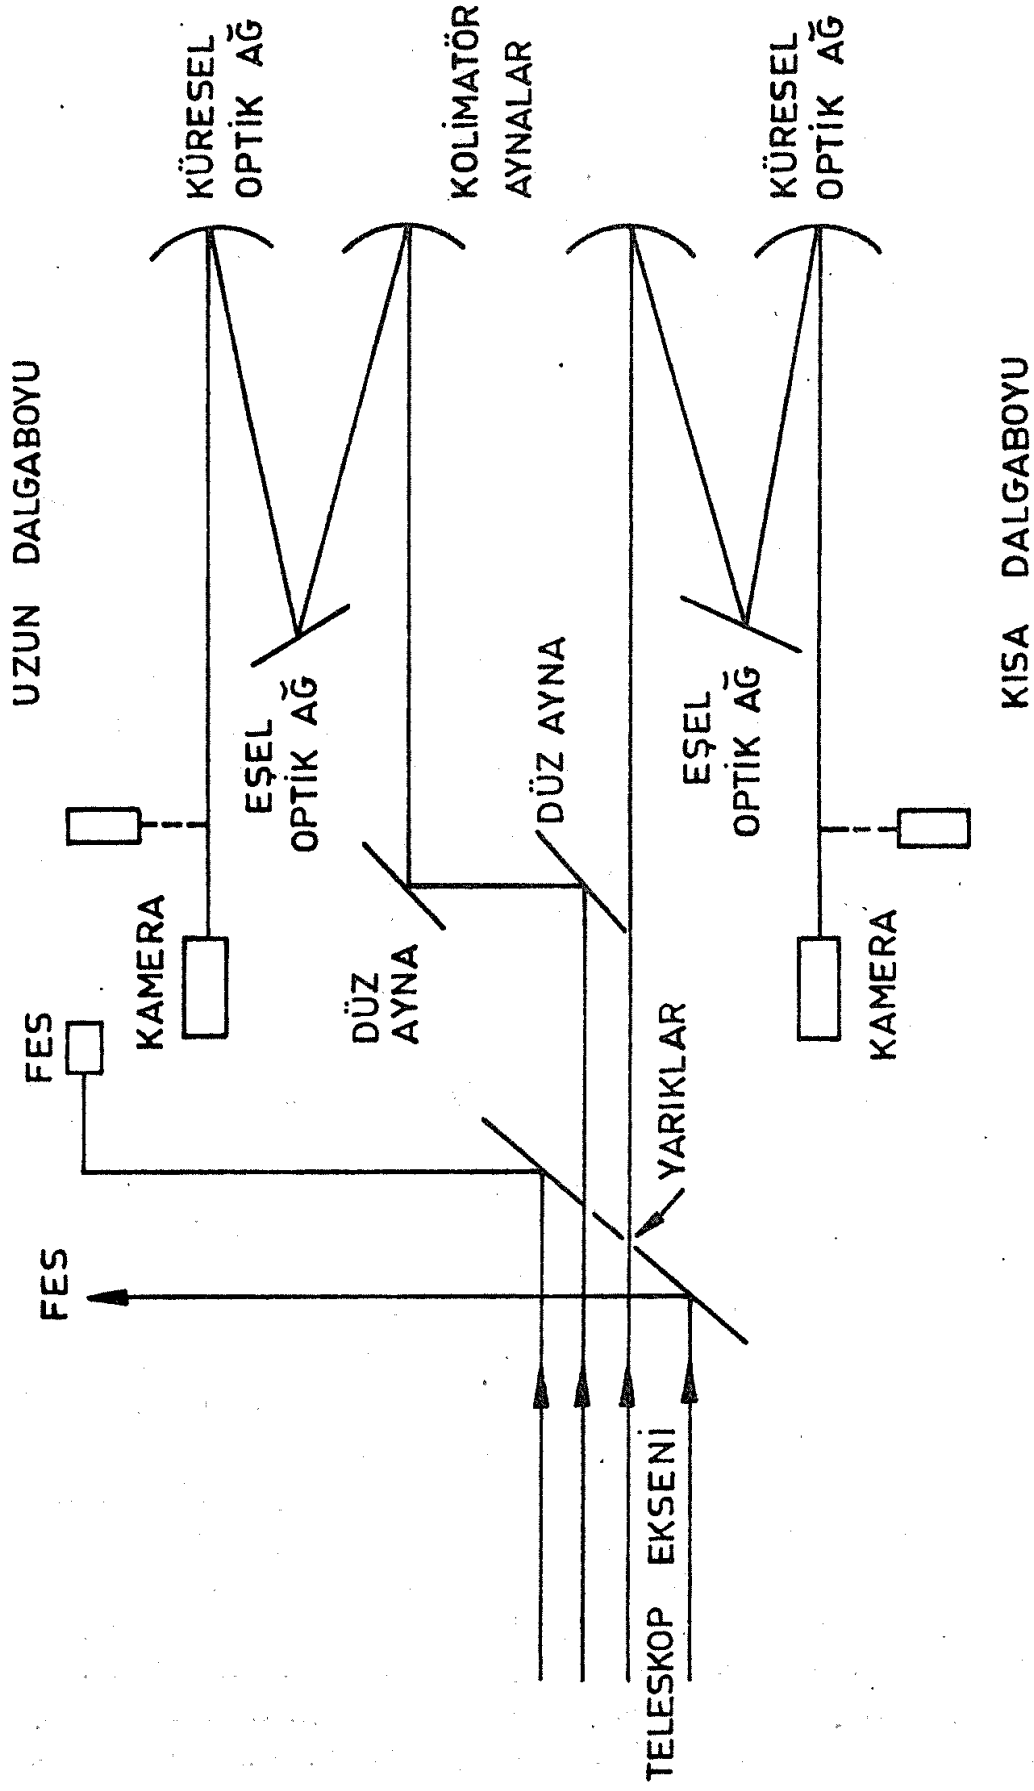 UZUN DALGABOYU
FES
FES
KAMERA
KÜRESEL
OPTİK AĞ
EŞEL
OPTİK AĞ
DÜZ
AYNA
KOLİMATÖR
AYNALAR
DÜZ AYNA
YARIKLAR
TELESKOP EKSENİ
EŞEL
OPTİK AĞ
KÜRESEL
OPTİK AĞ
KAMERA
KISA DALGABOYU